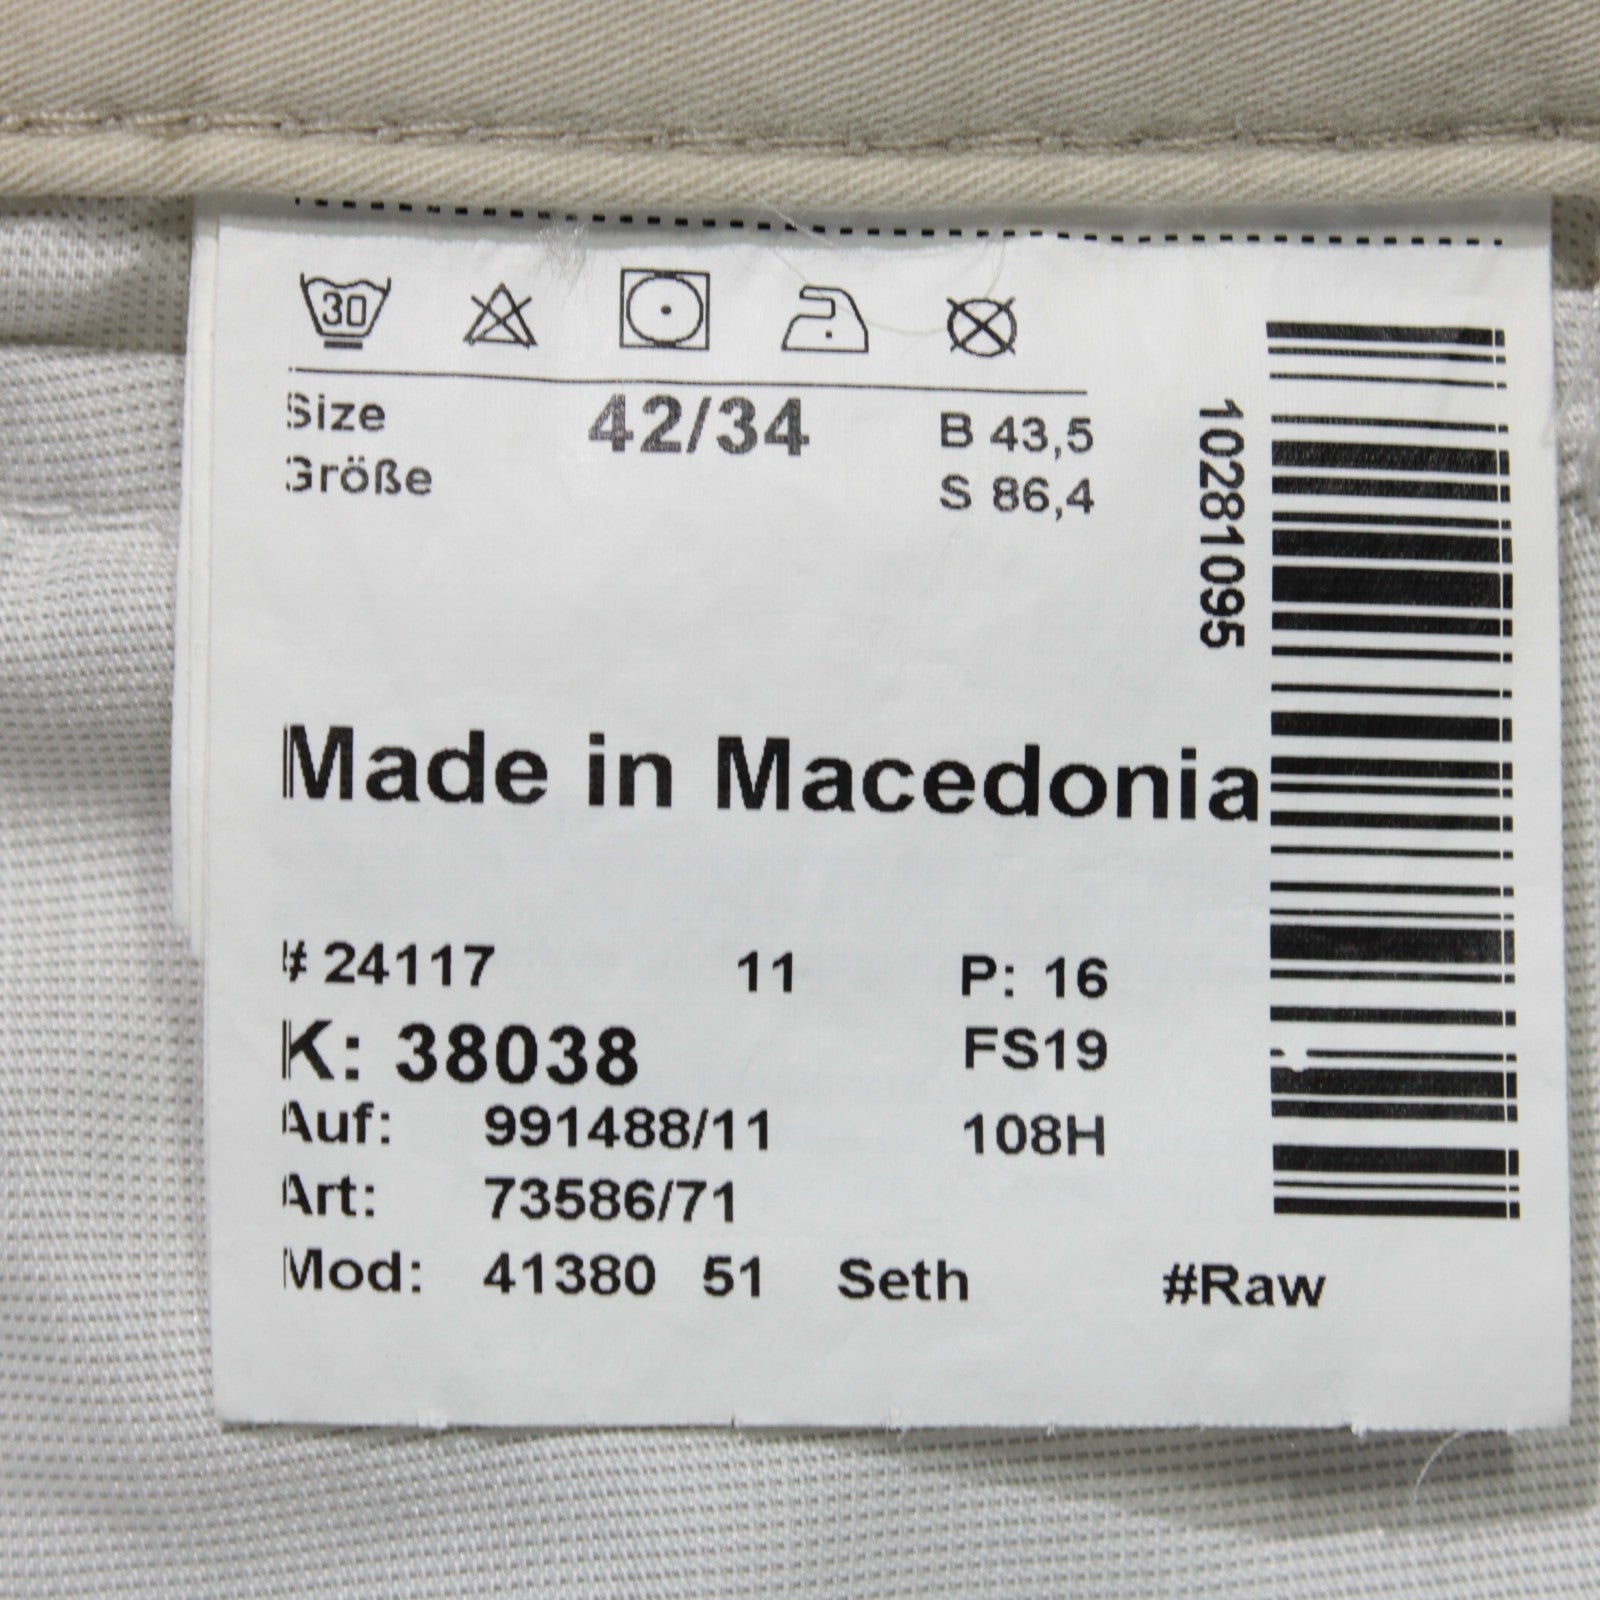 30
Size 42/34 B 43,5
Größe S 86,4
10281095
Made in Macedonia
# 24117 11 P: 16
K: 38038 FS19
Auf: 991488/11 108H
Art: 73586/71
Mod: 41380 51 Seth #Raw